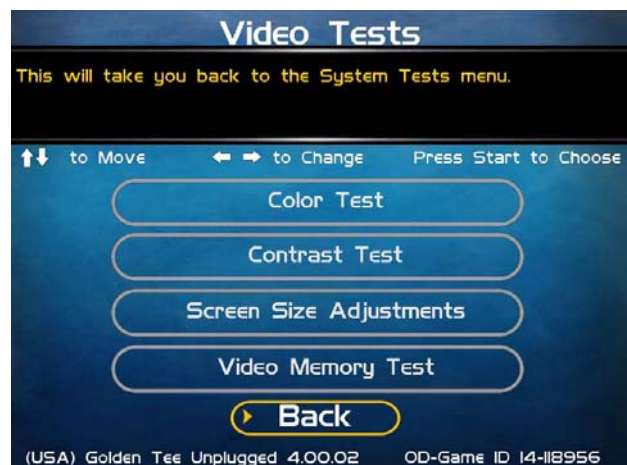 Video Tests
This will take you back to the System Tests menu.
to Move to Change Press Start to Choose
Color Test
Contrast Test
Screen Size Adjustments
Video Memory Test
Back
(USA) Golden Tee Unplugged 4.00.02 OD-Game ID 14-118956